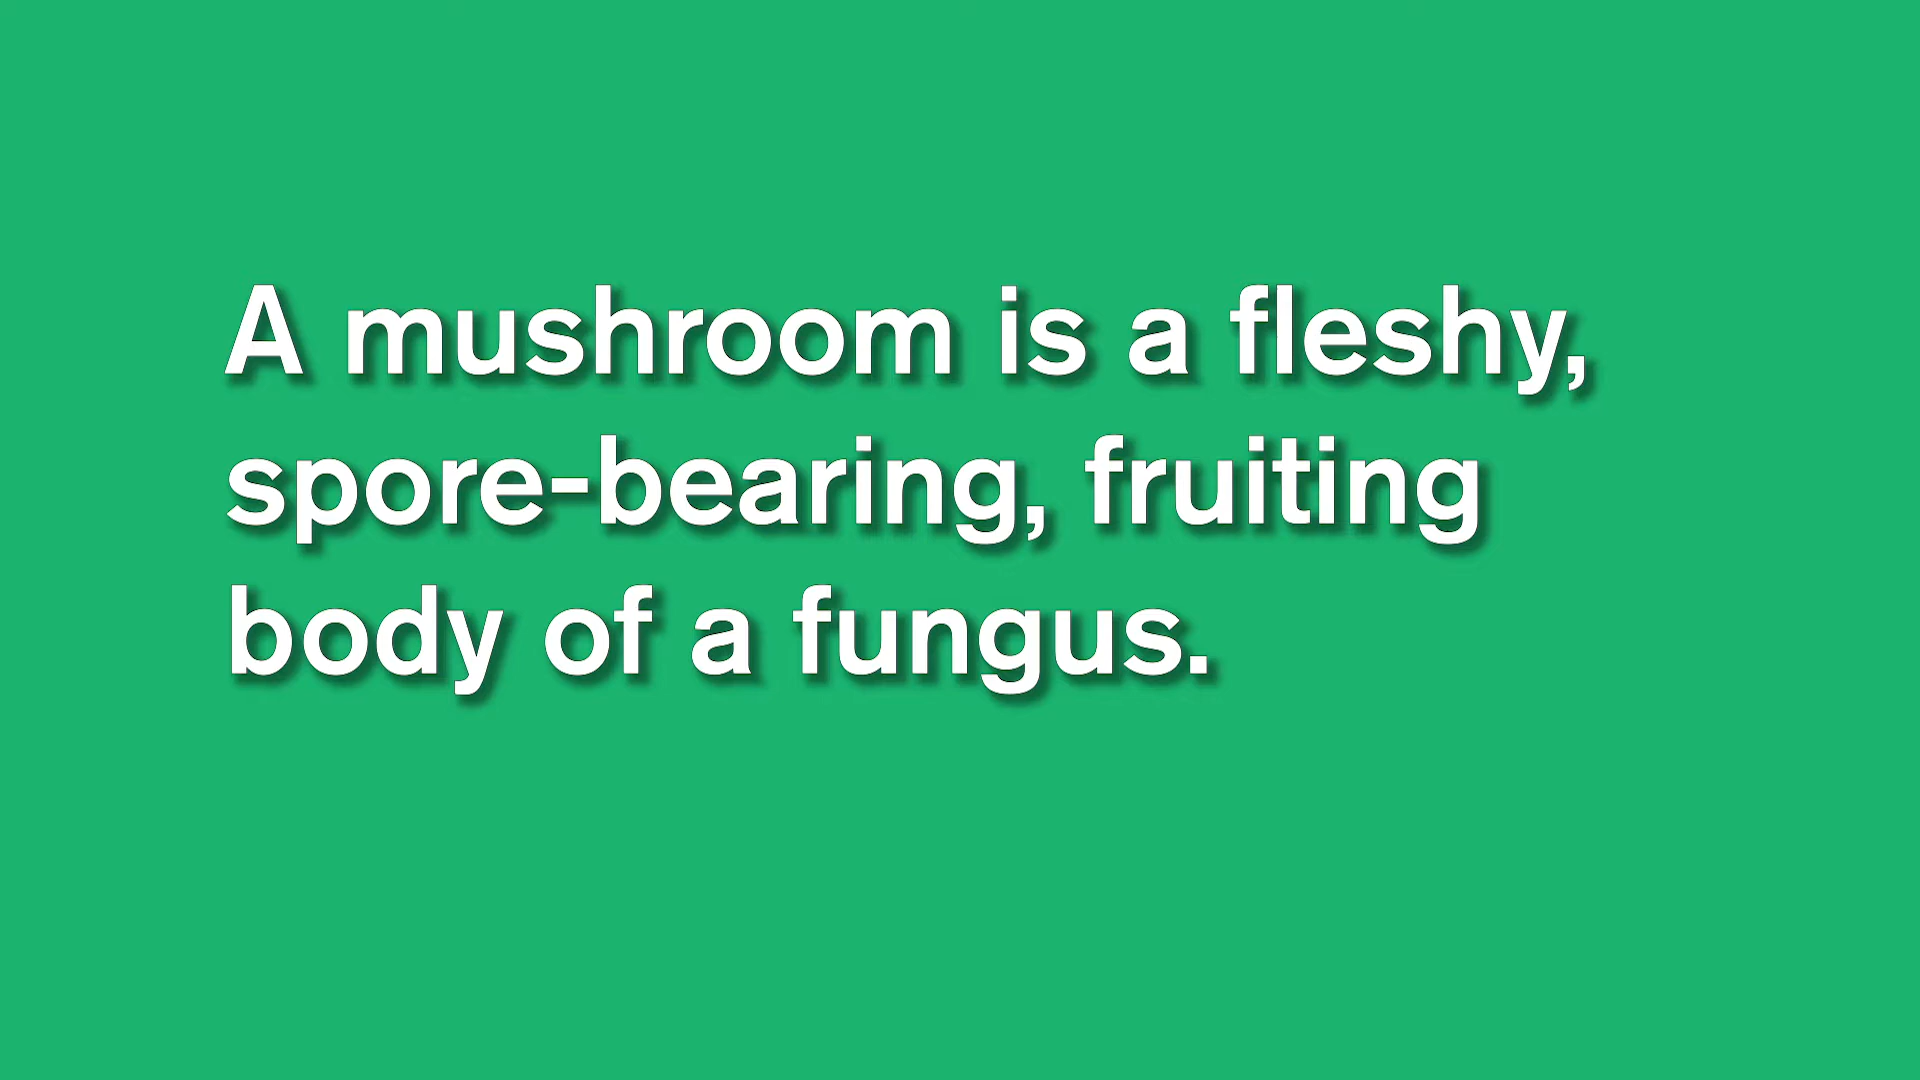 A mushroom is a fleshy,
spore-bearing, fruiting
body of a fungus.